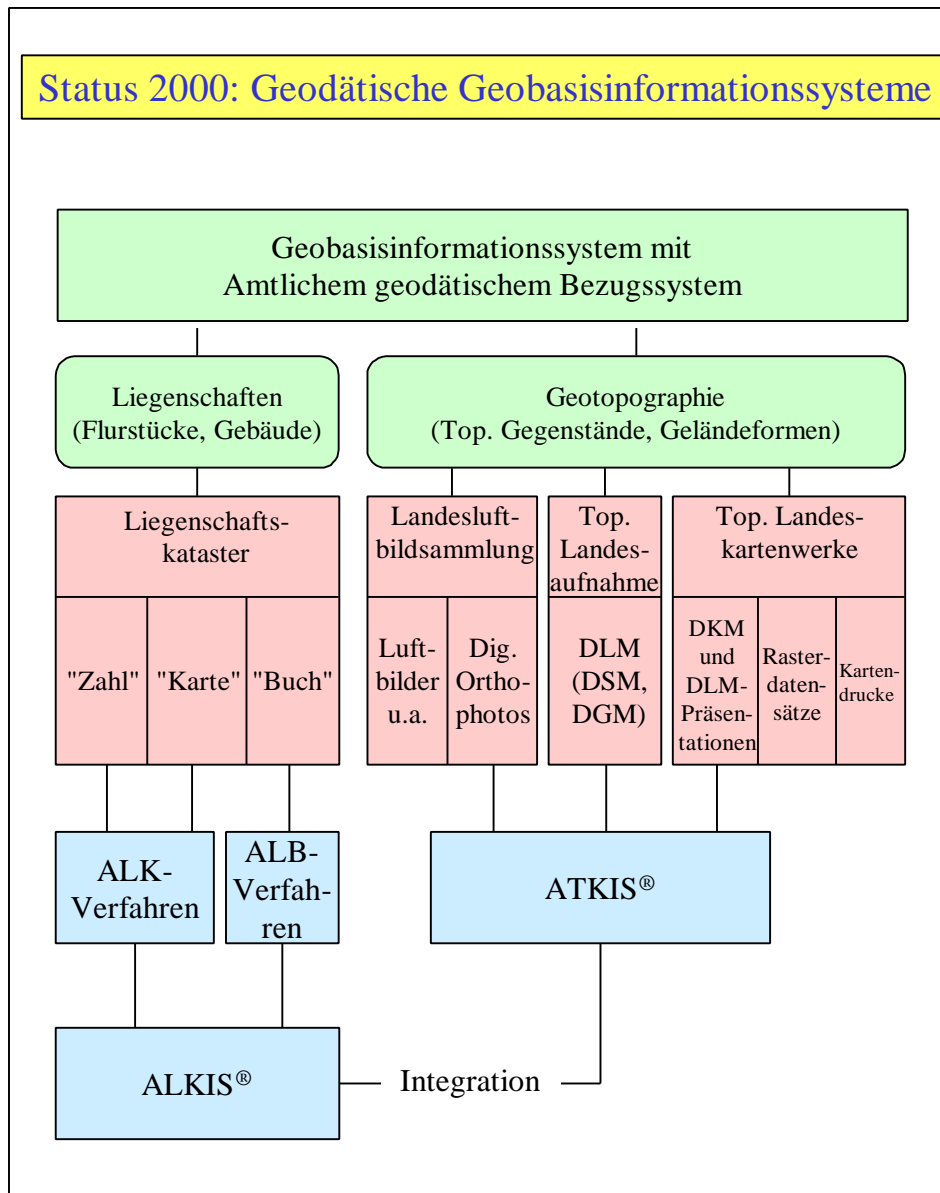 Status 2000: Geodätische Geobasisinformationssysteme
Geobasisinformationssystem mit
Amtlichem geodätischem Bezugssystem
Liegenschaften
(Flurstücke, Gebäude)
Geotopographie
(Top. Gegenstände, Geländeformen)
Liegenschafts-
kataster
Landesluft-
bildsammlung
Top.
Landes-
aufnahme
Top. Landes-
kartenwerke
"Zahl"
"Karte"
"Buch"
Luft-
bilder
u.a.
Dig.
Ortho-
photos
DLM
(DSM,
DGM)
DKM
und
DLM-
Präsen-
tationen
Raster-
daten-
sätze
Karten-
drucke
ALK-
Verfahren
ALB-
Verfah-
ren
ATKIS®
ALKIS®
Integration